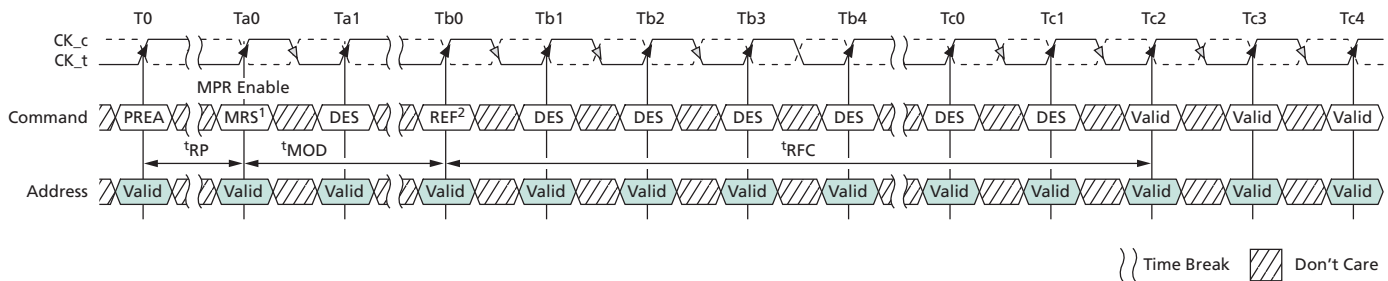 T0 Ta0 Ta1 Tb0 Tb1 Tb2 Tb3 Tb4 Tc0 Tc1 Tc2 Tc3 Tc4
CK_c
CK_t
MPR Enable
Command PREA MRS1 DES REF2 DES DES DES DES DES DES Valid Valid Valid
tRP tMOD tRFC
Address Valid Valid Valid Valid Valid Valid Valid Valid Valid Valid Valid Valid Valid
Time Break Don't Care